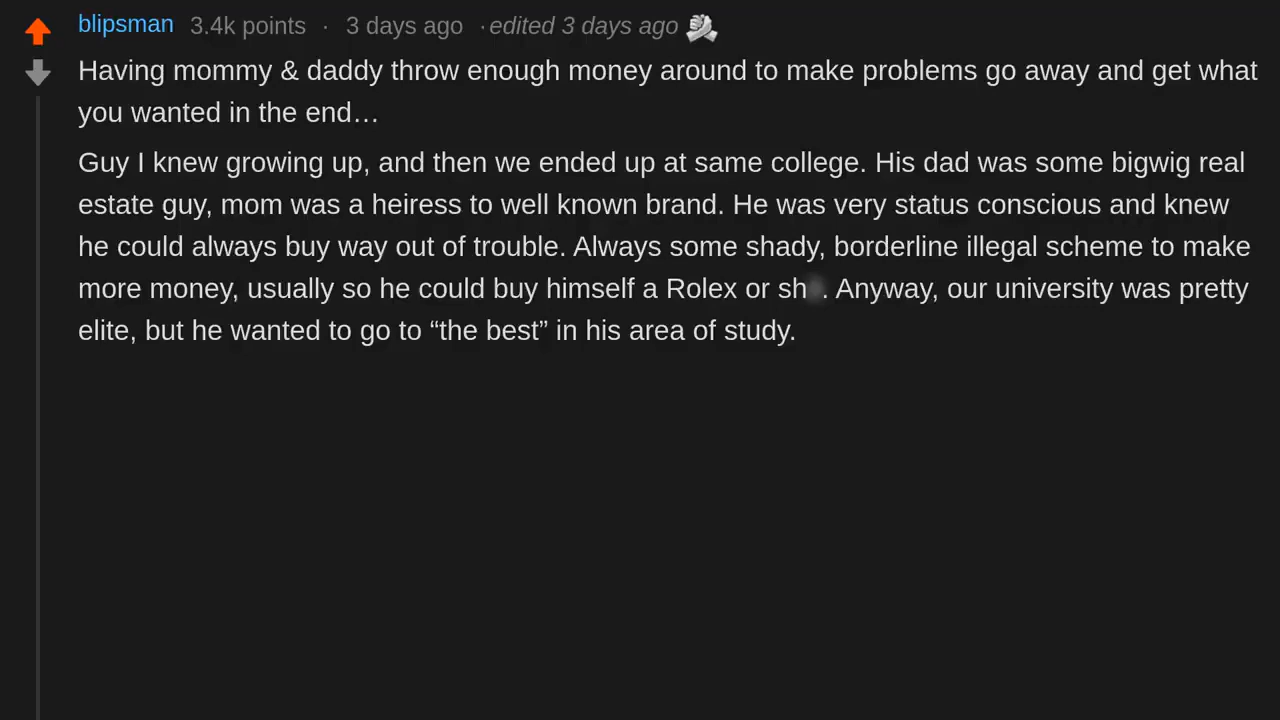 blipsman 3.4k points · 3 days ago · edited 3 days ago
Having mommy & daddy throw enough money around to make problems go away and get what
you wanted in the end…
Guy I knew growing up, and then we ended up at same college. His dad was some bigwig real
estate guy, mom was a heiress to well known brand. He was very status conscious and knew
he could always buy way out of trouble. Always some shady, borderline illegal scheme to make
more money, usually so he could buy himself a Rolex or sh . Anyway, our university was pretty
elite, but he wanted to go to “the best” in his area of study.